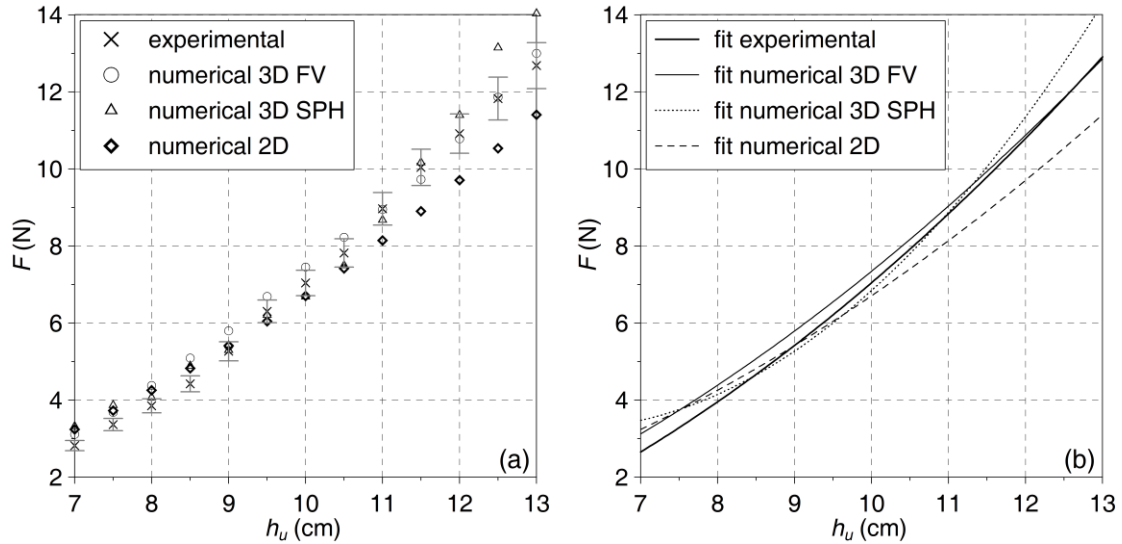 14
12
10
8
6
4
2
F (N)
× experimental
○ numerical 3D FV
△ numerical 3D SPH
◇ numerical 2D
(a)
7 8 9 10 11 12 13
h_u (cm)
14
12
10
8
6
4
2
F (N)
fit experimental
fit numerical 3D FV
fit numerical 3D SPH
fit numerical 2D
(b)
7 8 9 10 11 12 13
h_u (cm)